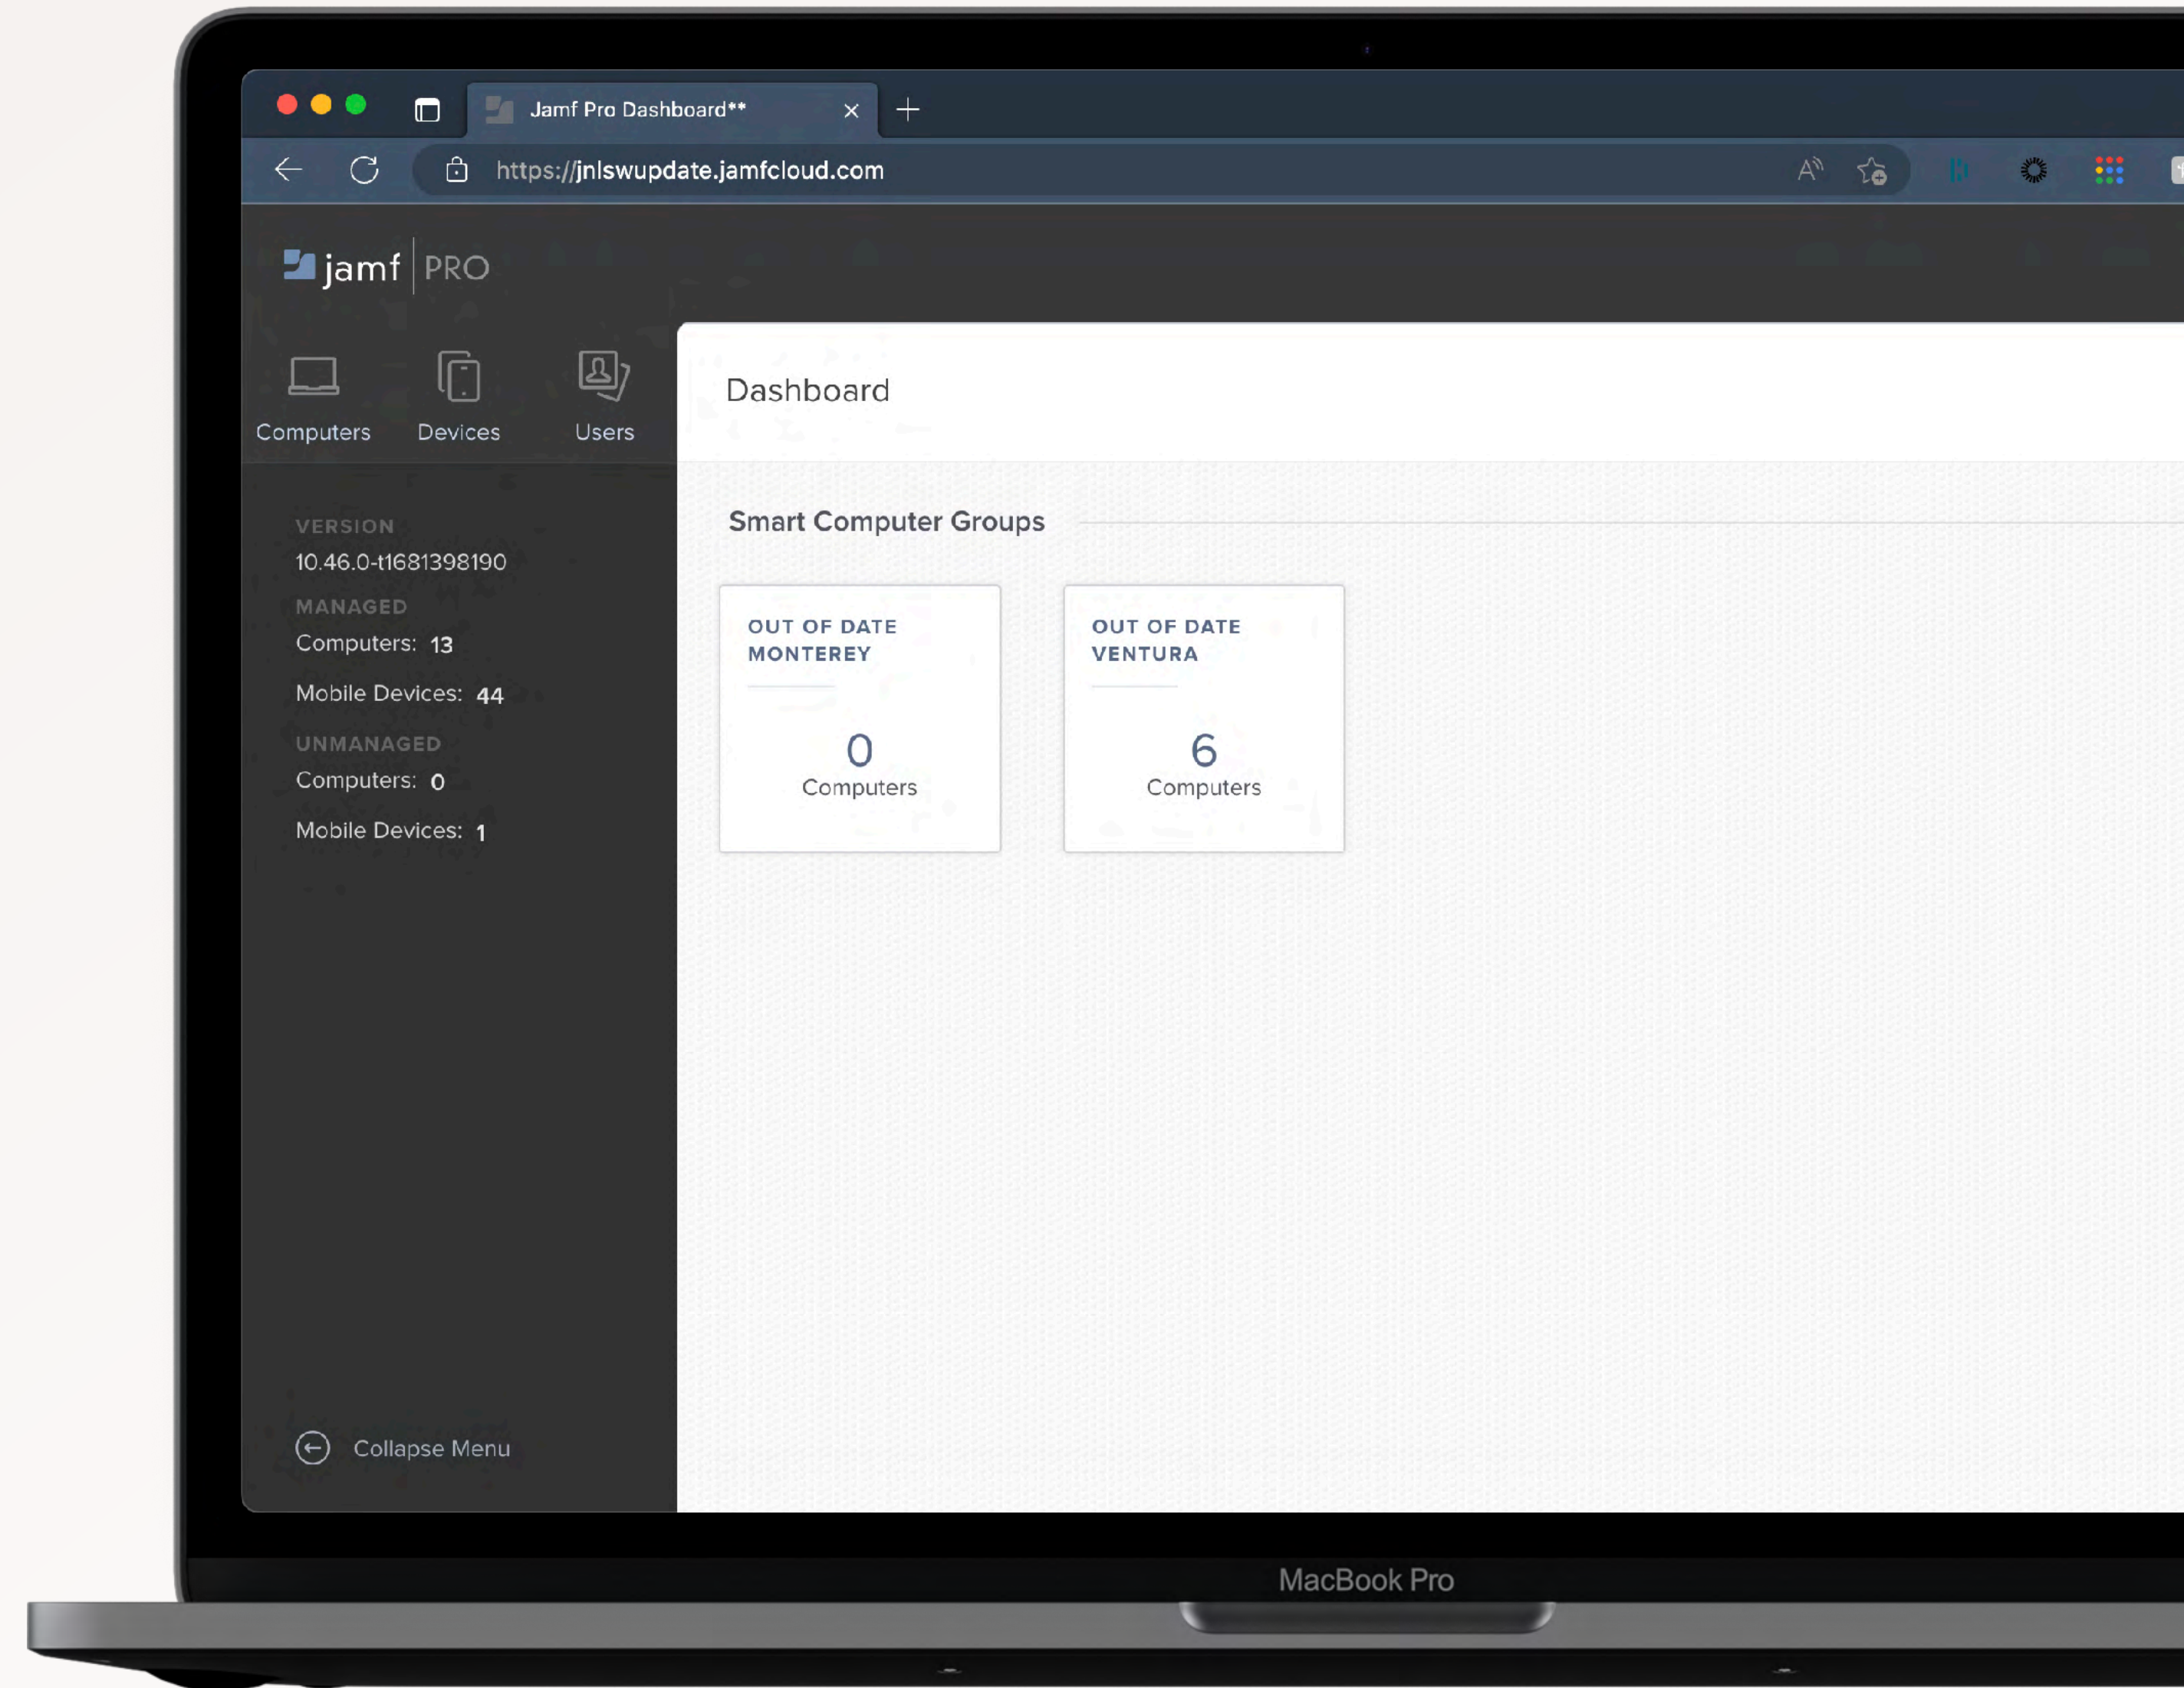 Jamf Pro Dashboard**
https://jnlswupdate.jamfcloud.com
jamf PRO
Computers Devices Users
Dashboard
VERSION
10.46.0-t1681398190
MANAGED
Computers: 13
Mobile Devices: 44
UNMANAGED
Computers: 0
Mobile Devices: 1
Collapse Menu
Smart Computer Groups
OUT OF DATE
MONTEREY
0
Computers
OUT OF DATE
VENTURA
6
Computers
MacBook Pro